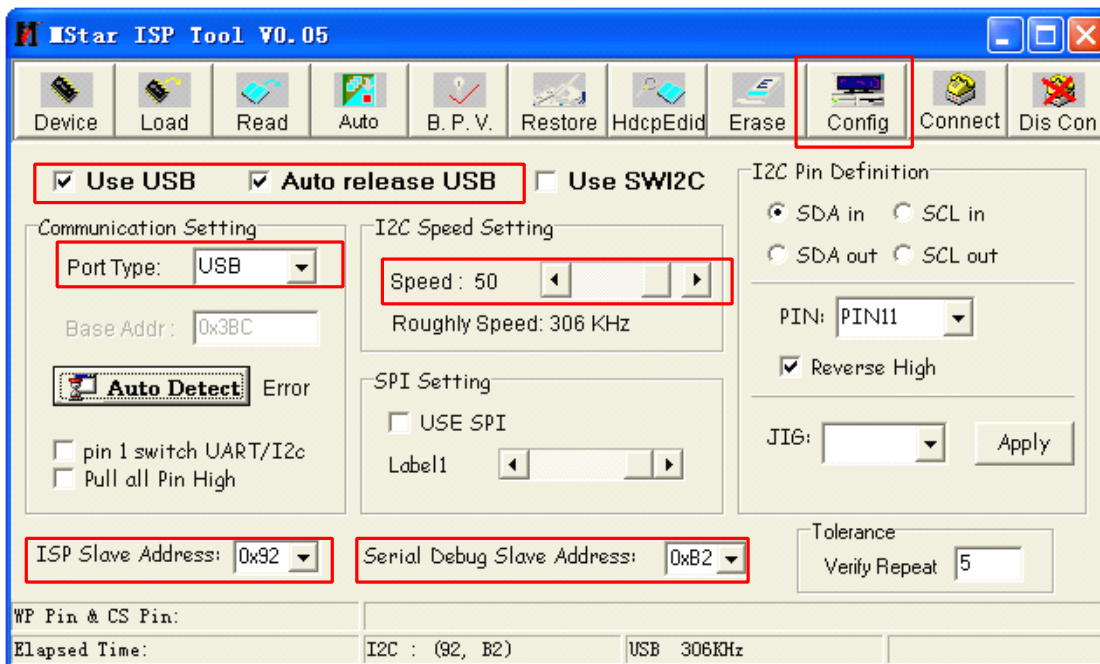 MStar ISP Tool V0.05
Device Load Read Auto B. P. V. Restore HdcpEdid Erase Config Connect Dis Con
Use USB Auto release USB Use SWI2C
Communication Setting
Port Type: USB
Base Addr : 0x3BC
Auto Detect Error
pin 1 switch UART/I2c
Pull all Pin High
I2C Speed Setting
Speed : 50
Roughly Speed: 306 KHz
SPI Setting
USE SPI
Label1
I2C Pin Definition
SDA in SCL in
SDA out SCL out
PIN: PIN11
Reverse High
JIG: Apply
ISP Slave Address: 0x92
Serial Debug Slave Address: 0xB2
Tolerance
Verify Repeat 5
WP Pin & CS Pin:
Elapsed Time: I2C : (92, B2) USB 306KHz